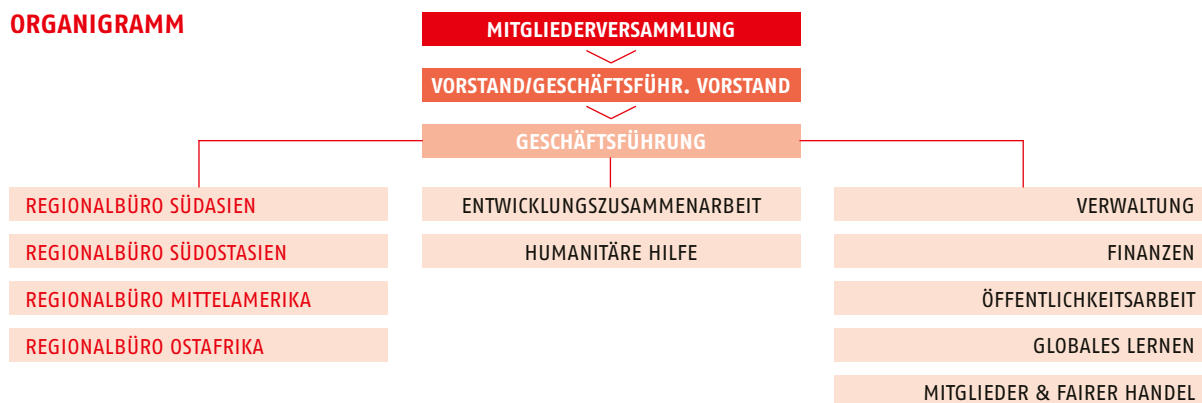 ORGANIGRAMM
MITGLIEDERVERSAMMLUNG
VORSTAND/GESCHÄFTSFÜHR. VORSTAND
GESCHÄFTSFÜHRUNG
REGIONALBÜRO SÜDASIEN
REGIONALBÜRO SÜDOSTASIEN
REGIONALBÜRO MITTELAMERIKA
REGIONALBÜRO OSTAFRIKA
ENTWICKLUNGSZUSAMMENARBEIT
HUMANITÄRE HILFE
VERWALTUNG
FINANZEN
ÖFFENTLICHKEITSARBEIT
GLOBALES LERNEN
MITGLIEDER & FAIRER HANDEL